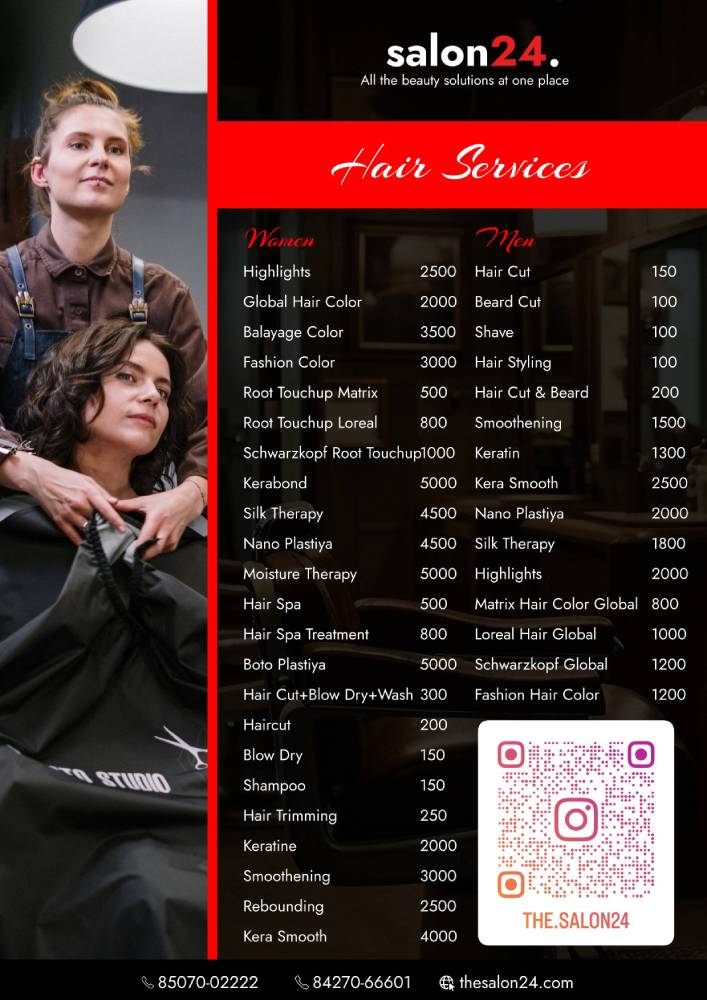 salon24.
All the beauty solutions at one place
Hair Services
Women
Highlights 2500
Global Hair Color 2000
Balayage Color 3500
Fashion Color 3000
Root Touchup Matrix 500
Root Touchup Loreal 800
Schwarzkopf Root Touchup 1000
Kerabond 5000
Silk Therapy 4500
Nano Plastiya 4500
Moisture Therapy 5000
Hair Spa 500
Hair Spa Treatment 800
Boto Plastiya 5000
Hair Cut+Blow Dry+Wash 300
Haircut 200
Blow Dry 150
Shampoo 150
Hair Trimming 250
Keratine 2000
Smoothening 3000
Rebounding 2500
Kera Smooth 4000
Men
Hair Cut 150
Beard Cut 100
Shave 100
Hair Styling 100
Hair Cut & Beard 200
Smoothening 1500
Keratin 1300
Kera Smooth 2500
Nano Plastiya 2000
Silk Therapy 1800
Highlights 2000
Matrix Hair Color Global 800
Loreal Hair Global 1000
Schwarzkopf Global 1200
Fashion Hair Color 1200
THE.SALON24
STUDIO
85070-02222 84270-66601 thesalon24.com